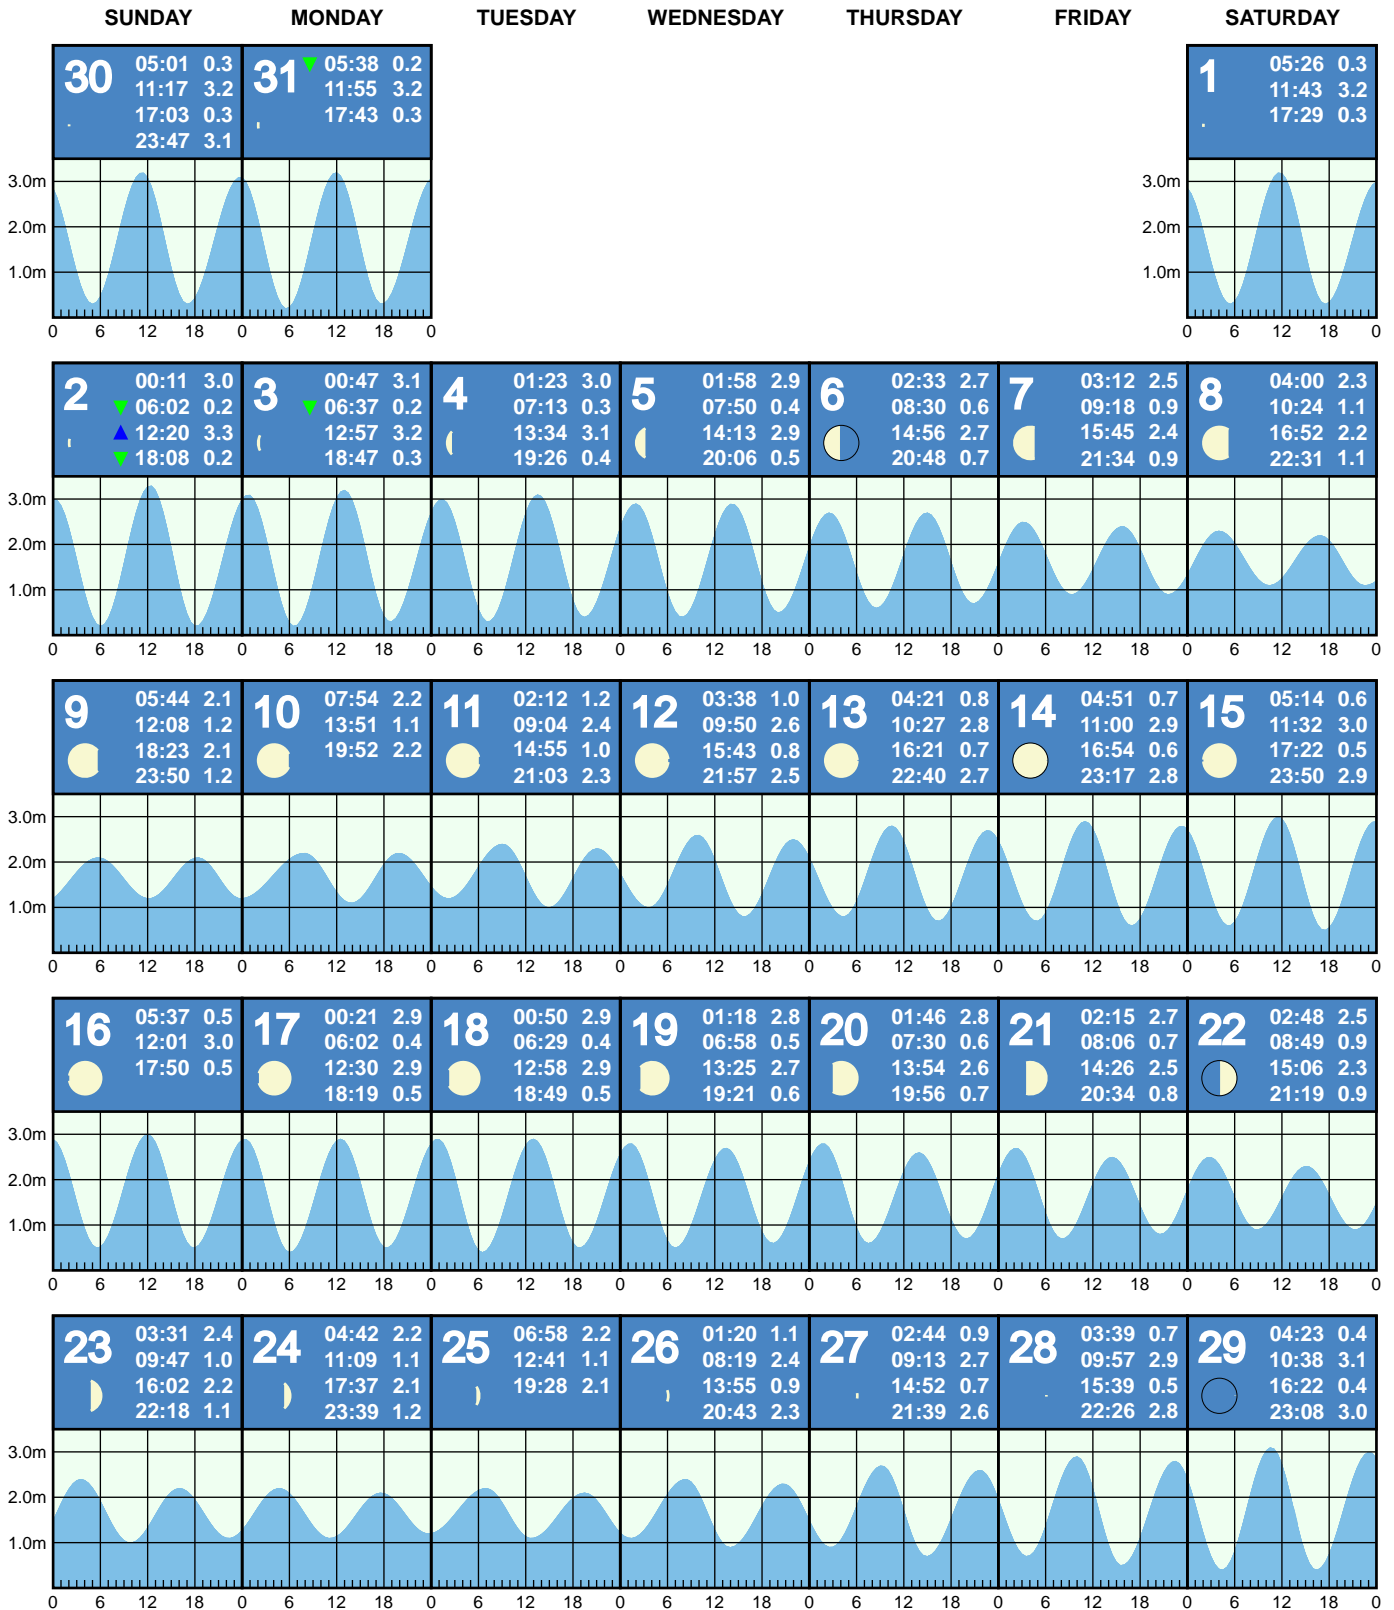 SUNDAY MONDAY TUESDAY WEDNESDAY THURSDAY FRIDAY SATURDAY
30 05:01 0.3
11:17 3.2
17:03 0.3
23:47 3.1
31 05:38 0.2
11:55 3.2
17:43 0.3
1 05:26 0.3
11:43 3.2
17:29 0.3
3.0m 3.0m
2.0m 2.0m
1.0m 1.0m
0 6 12 18 0 6 12 18 0 0 6 12 18 0
2 00:11 3.0
06:02 0.2
12:20 3.3
18:08 0.2
3 00:47 3.1
06:37 0.2
12:57 3.2
18:47 0.3
4 01:23 3.0
07:13 0.3
13:34 3.1
19:26 0.4
5 01:58 2.9
07:50 0.4
14:13 2.9
20:06 0.5
6 02:33 2.7
08:30 0.6
14:56 2.7
20:48 0.7
7 03:12 2.5
09:18 0.9
15:45 2.4
21:34 0.9
8 04:00 2.3
10:24 1.1
16:52 2.2
22:31 1.1
3.0m
2.0m
1.0m
0 6 12 18 0 6 12 18 0 6 12 18 0 6 12 18 0 6 12 18 0 6 12 18 0 6 12 18 0
9 05:44 2.1
12:08 1.2
18:23 2.1
23:50 1.2
10 07:54 2.2
13:51 1.1
19:52 2.2
11 02:12 1.2
09:04 2.4
14:55 1.0
21:03 2.3
12 03:38 1.0
09:50 2.6
15:43 0.8
21:57 2.5
13 04:21 0.8
10:27 2.8
16:21 0.7
22:40 2.7
14 04:51 0.7
11:00 2.9
16:54 0.6
23:17 2.8
15 05:14 0.6
11:32 3.0
17:22 0.5
23:50 2.9
3.0m
2.0m
1.0m
0 6 12 18 0 6 12 18 0 6 12 18 0 6 12 18 0 6 12 18 0 6 12 18 0 6 12 18 0
16 05:37 0.5
12:01 3.0
17:50 0.5
17 00:21 2.9
06:02 0.4
12:30 2.9
18:19 0.5
18 00:50 2.9
06:29 0.4
12:58 2.9
18:49 0.5
19 01:18 2.8
06:58 0.5
13:25 2.7
19:21 0.6
20 01:46 2.8
07:30 0.6
13:54 2.6
19:56 0.7
21 02:15 2.7
08:06 0.7
14:26 2.5
20:34 0.8
22 02:48 2.5
08:49 0.9
15:06 2.3
21:19 0.9
3.0m
2.0m
1.0m
0 6 12 18 0 6 12 18 0 6 12 18 0 6 12 18 0 6 12 18 0 6 12 18 0 6 12 18 0
23 03:31 2.4
09:47 1.0
16:02 2.2
22:18 1.1
24 04:42 2.2
11:09 1.1
17:37 2.1
23:39 1.2
25 06:58 2.2
12:41 1.1
19:28 2.1
26 01:20 1.1
08:19 2.4
13:55 0.9
20:43 2.3
27 02:44 0.9
09:13 2.7
14:52 0.7
21:39 2.6
28 03:39 0.7
09:57 2.9
15:39 0.5
22:26 2.8
29 04:23 0.4
10:38 3.1
16:22 0.4
23:08 3.0
3.0m
2.0m
1.0m
0 6 12 18 0 6 12 18 0 6 12 18 0 6 12 18 0 6 12 18 0 6 12 18 0 6 12 18 0